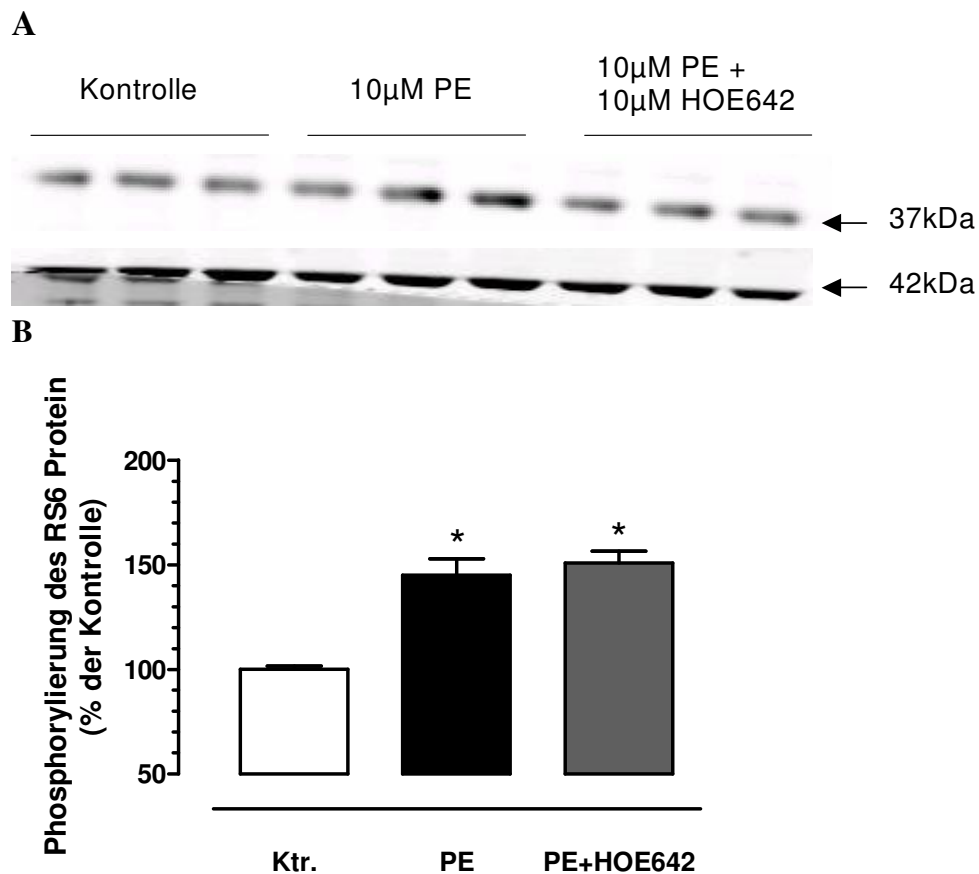 A
Kontrolle
10µM PE
10µM PE +
10µM HOE642
37kDa
42kDa
B
Phosphorylierung des RS6 Protein
(% der Kontrolle)
200
150
100
50
*
*
Ktr.
PE
PE+HOE642